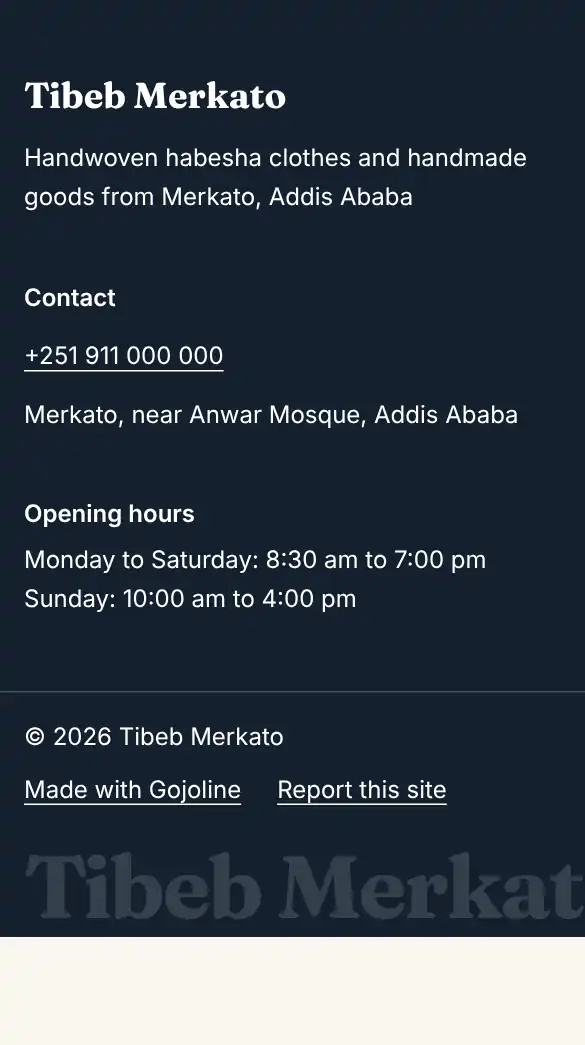 Tibeb Merkato
Handwoven habesha clothes and handmade
goods from Merkato, Addis Ababa
Contact
+251 911 000 000
Merkato, near Anwar Mosque, Addis Ababa
Opening hours
Monday to Saturday: 8:30 am to 7:00 pm
Sunday: 10:00 am to 4:00 pm
© 2026 Tibeb Merkato
Made with Gojoline Report this site
Tibeb Merkat